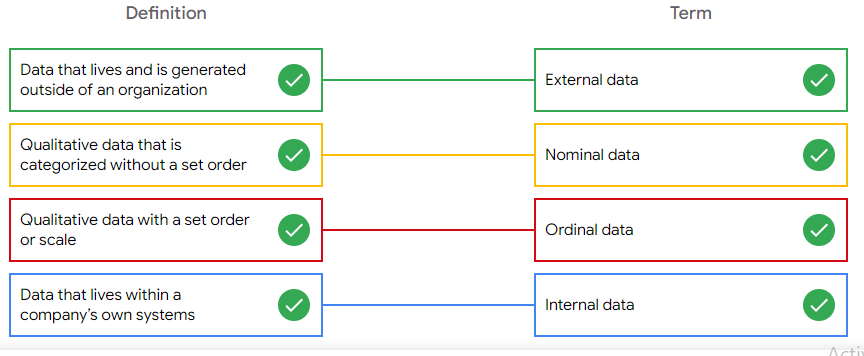 Definition
Term
Data that lives and is generated
outside of an organization
External data
Qualitative data that is
categorized without a set order
Nominal data
Qualitative data with a set order
or scale
Ordinal data
Data that lives within a
company’s own systems
Internal data